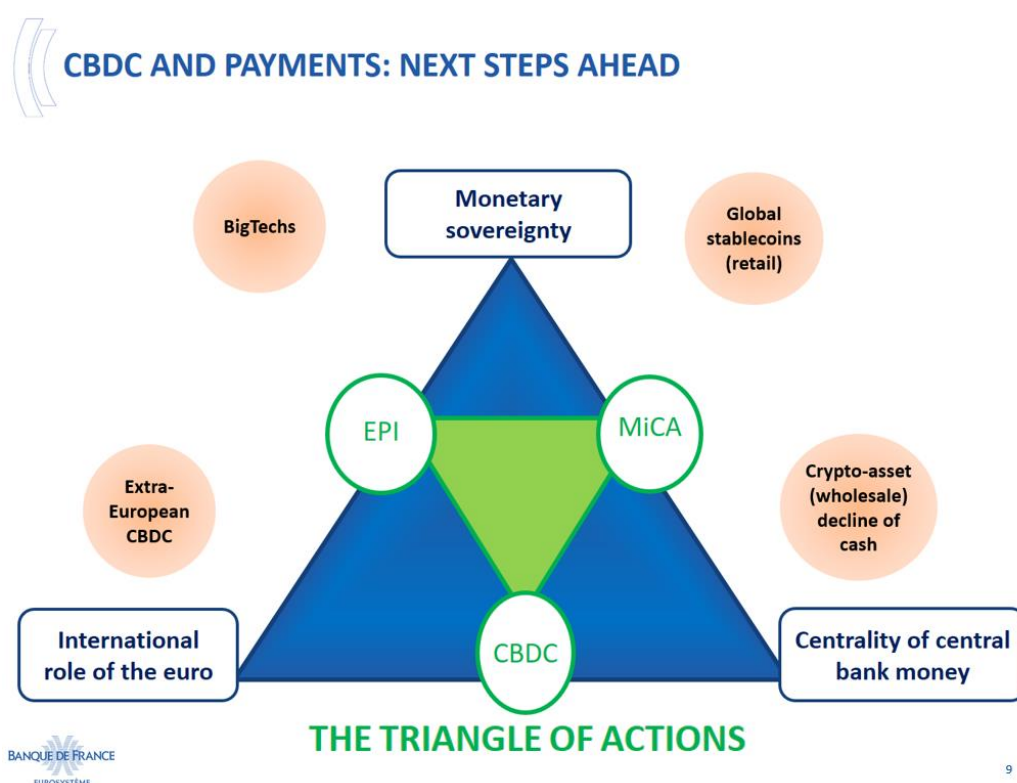 CBDC AND PAYMENTS: NEXT STEPS AHEAD
BigTechs
Monetary
sovereignty
Global
stablecoins
(retail)
EPI
MiCA
Extra-
European
CBDC
Crypto-asset
(wholesale)
decline of
cash
International
role of the euro
CBDC
Centrality of central
bank money
THE TRIANGLE OF ACTIONS
BANQUE DE FRANCE
EUROSYSTÈME
9